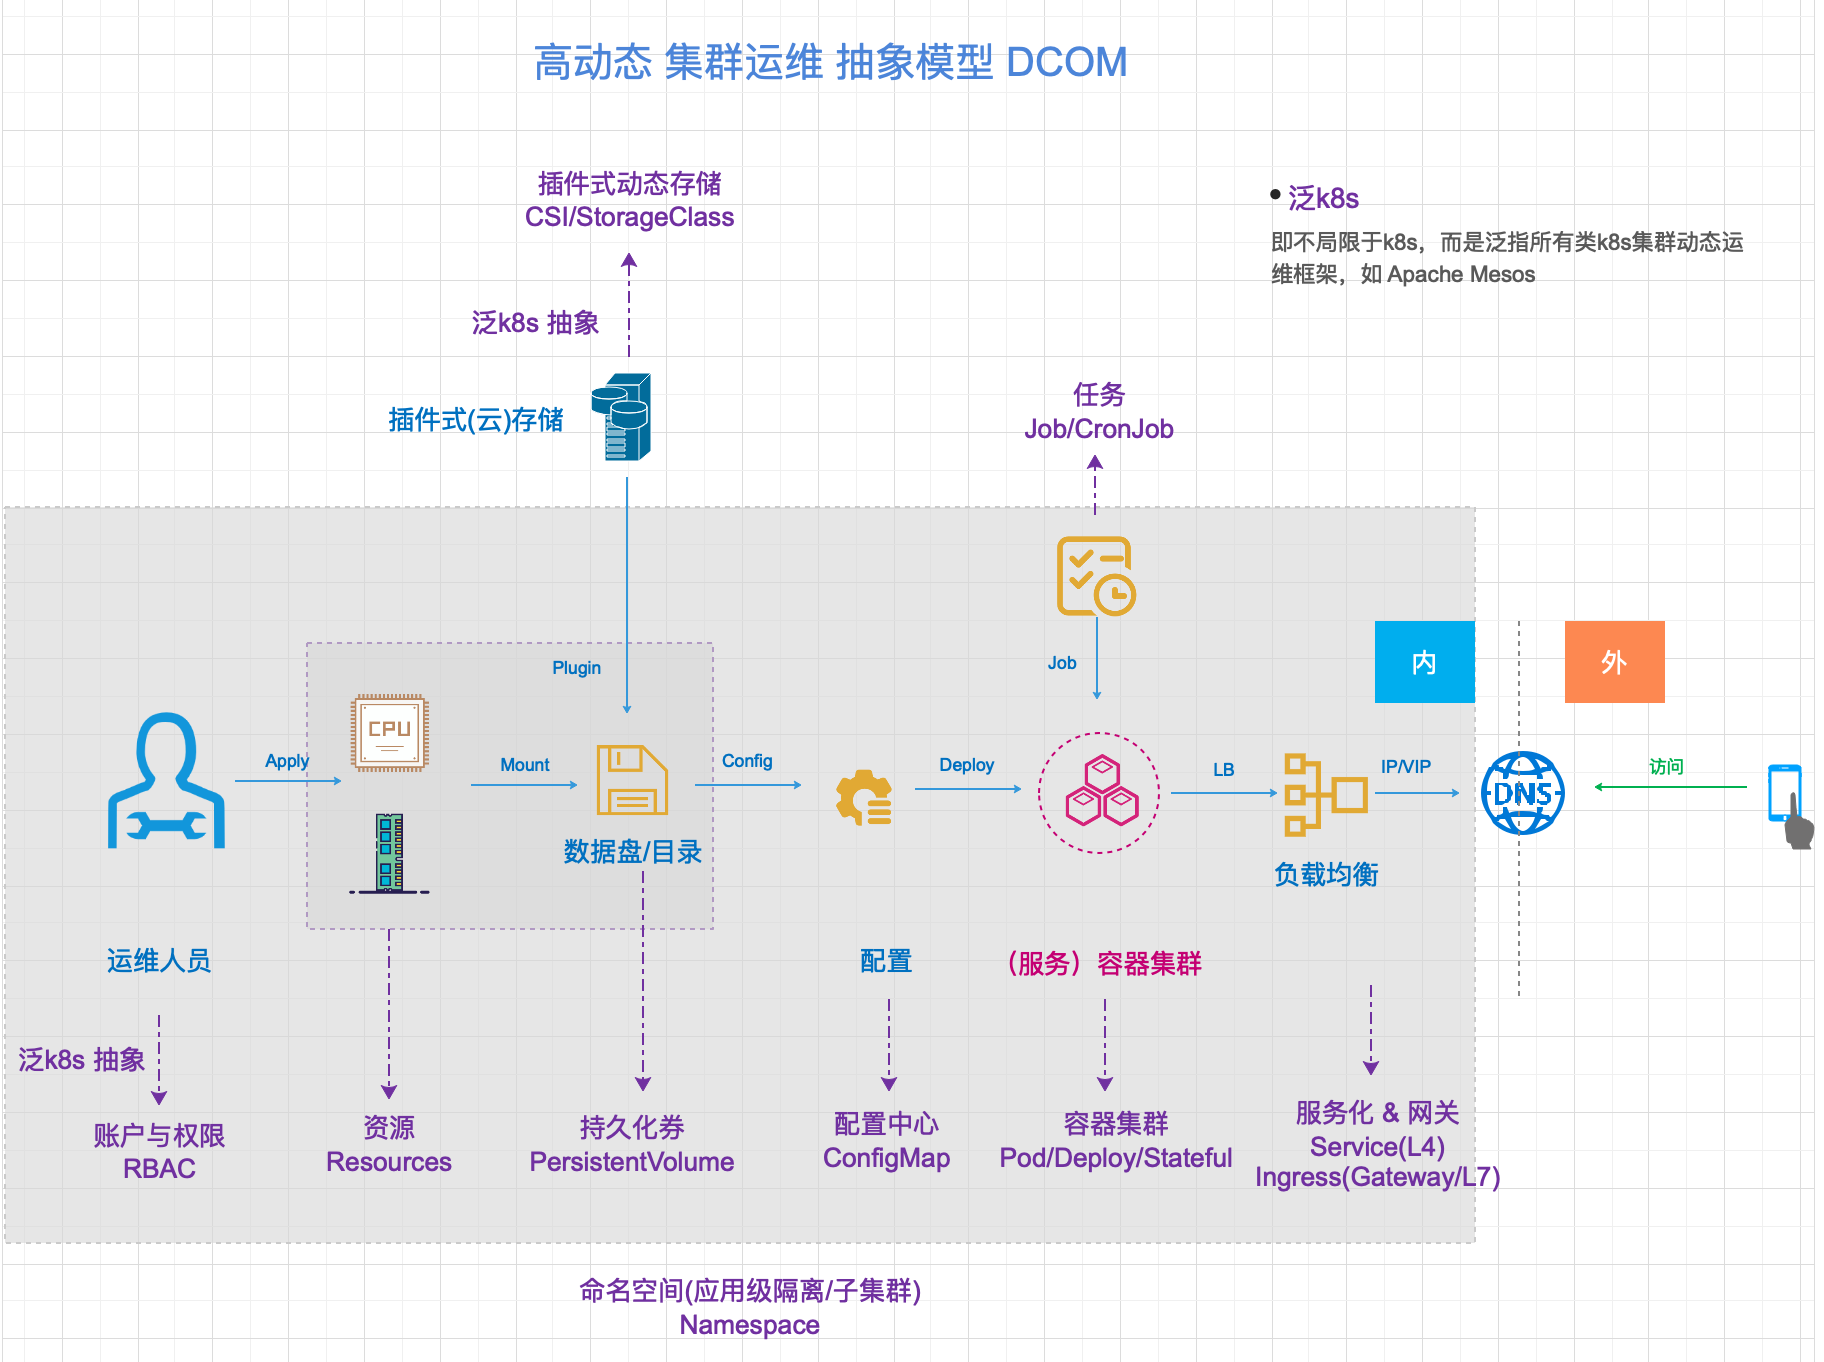 高动态 集群运维 抽象模型 DCOM
插件式动态存储
CSI/StorageClass
泛k8s
即不局限于k8s，而是泛指所有类k8s集群动态运
维框架，如 Apache Mesos
泛k8s 抽象
插件式(云)存储
任务
Job/CronJob
内
外
Plugin
Job
CPU
Apply
Mount
Config
Deploy
LB
IP/VIP
DNS
访问
数据盘/目录
负载均衡
运维人员
配置
（服务）容器集群
泛k8s 抽象
账户与权限
RBAC
资源
Resources
持久化券
PersistentVolume
配置中心
ConfigMap
容器集群
Pod/Deploy/Stateful
服务化 & 网关
Service(L4)
Ingress(Gateway/L7)
命名空间(应用级隔离/子集群)
Namespace